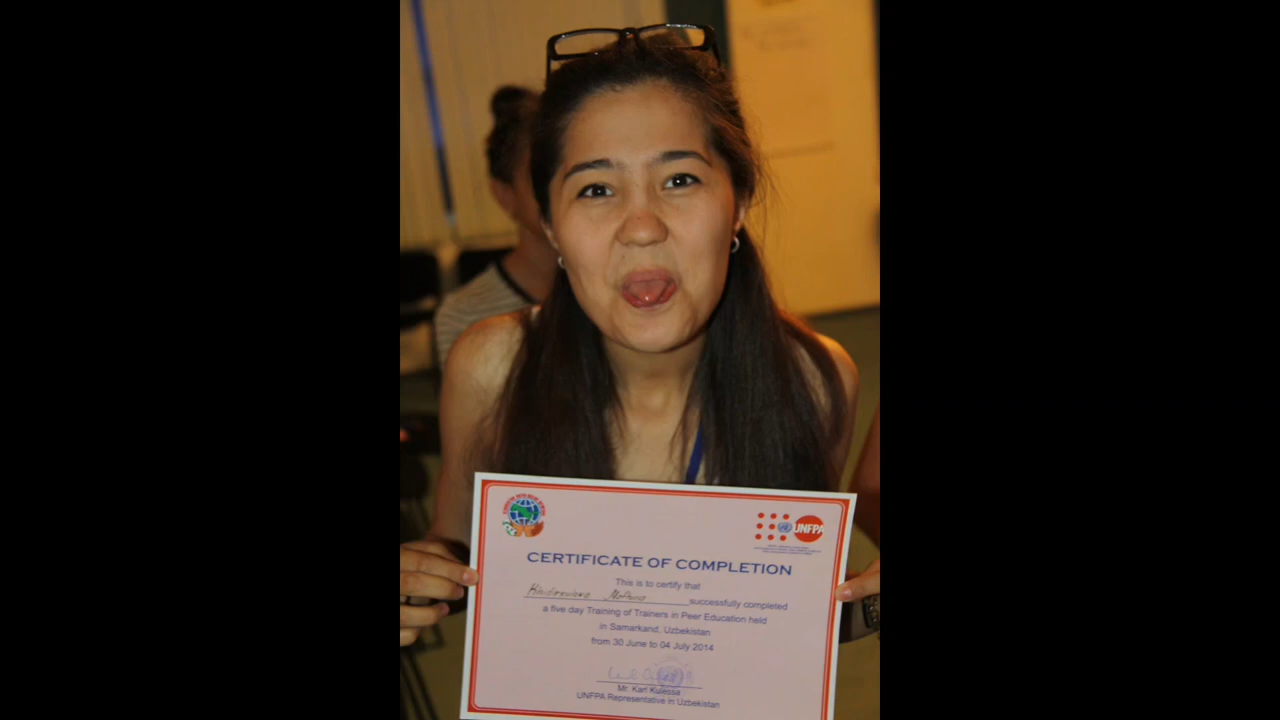 UNFPA
CERTIFICATE OF COMPLETION
This is to certify that
successfully completed
a five day Training of Trainers in Peer Education held
in Samarkand, Uzbekistan
from 30 June to 04 July 2014
Mr. Karl Kulessa
UNFPA Representative in Uzbekistan